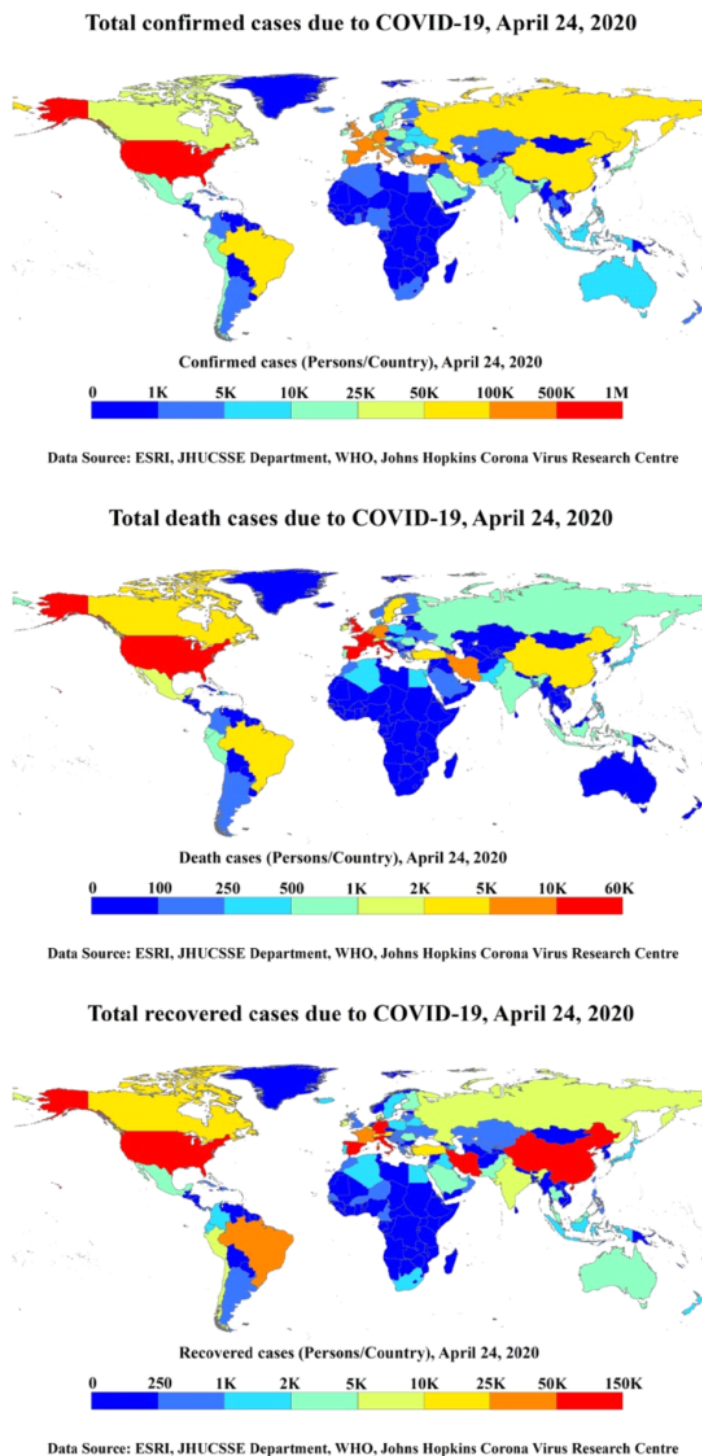 Total confirmed cases due to COVID-19, April 24, 2020
Confirmed cases (Persons/Country), April 24, 2020
0 1K 5K 10K 25K 50K 100K 500K 1M
Data Source: ESRI, JHUCSSE Department, WHO, Johns Hopkins Corona Virus Research Centre
Total death cases due to COVID-19, April 24, 2020
Death cases (Persons/Country), April 24, 2020
0 100 250 500 1K 2K 5K 10K 60K
Data Source: ESRI, JHUCSSE Department, WHO, Johns Hopkins Corona Virus Research Centre
Total recovered cases due to COVID-19, April 24, 2020
Recovered cases (Persons/Country), April 24, 2020
0 250 1K 2K 5K 10K 25K 50K 150K
Data Source: ESRI, JHUCSSE Department, WHO, Johns Hopkins Corona Virus Research Centre